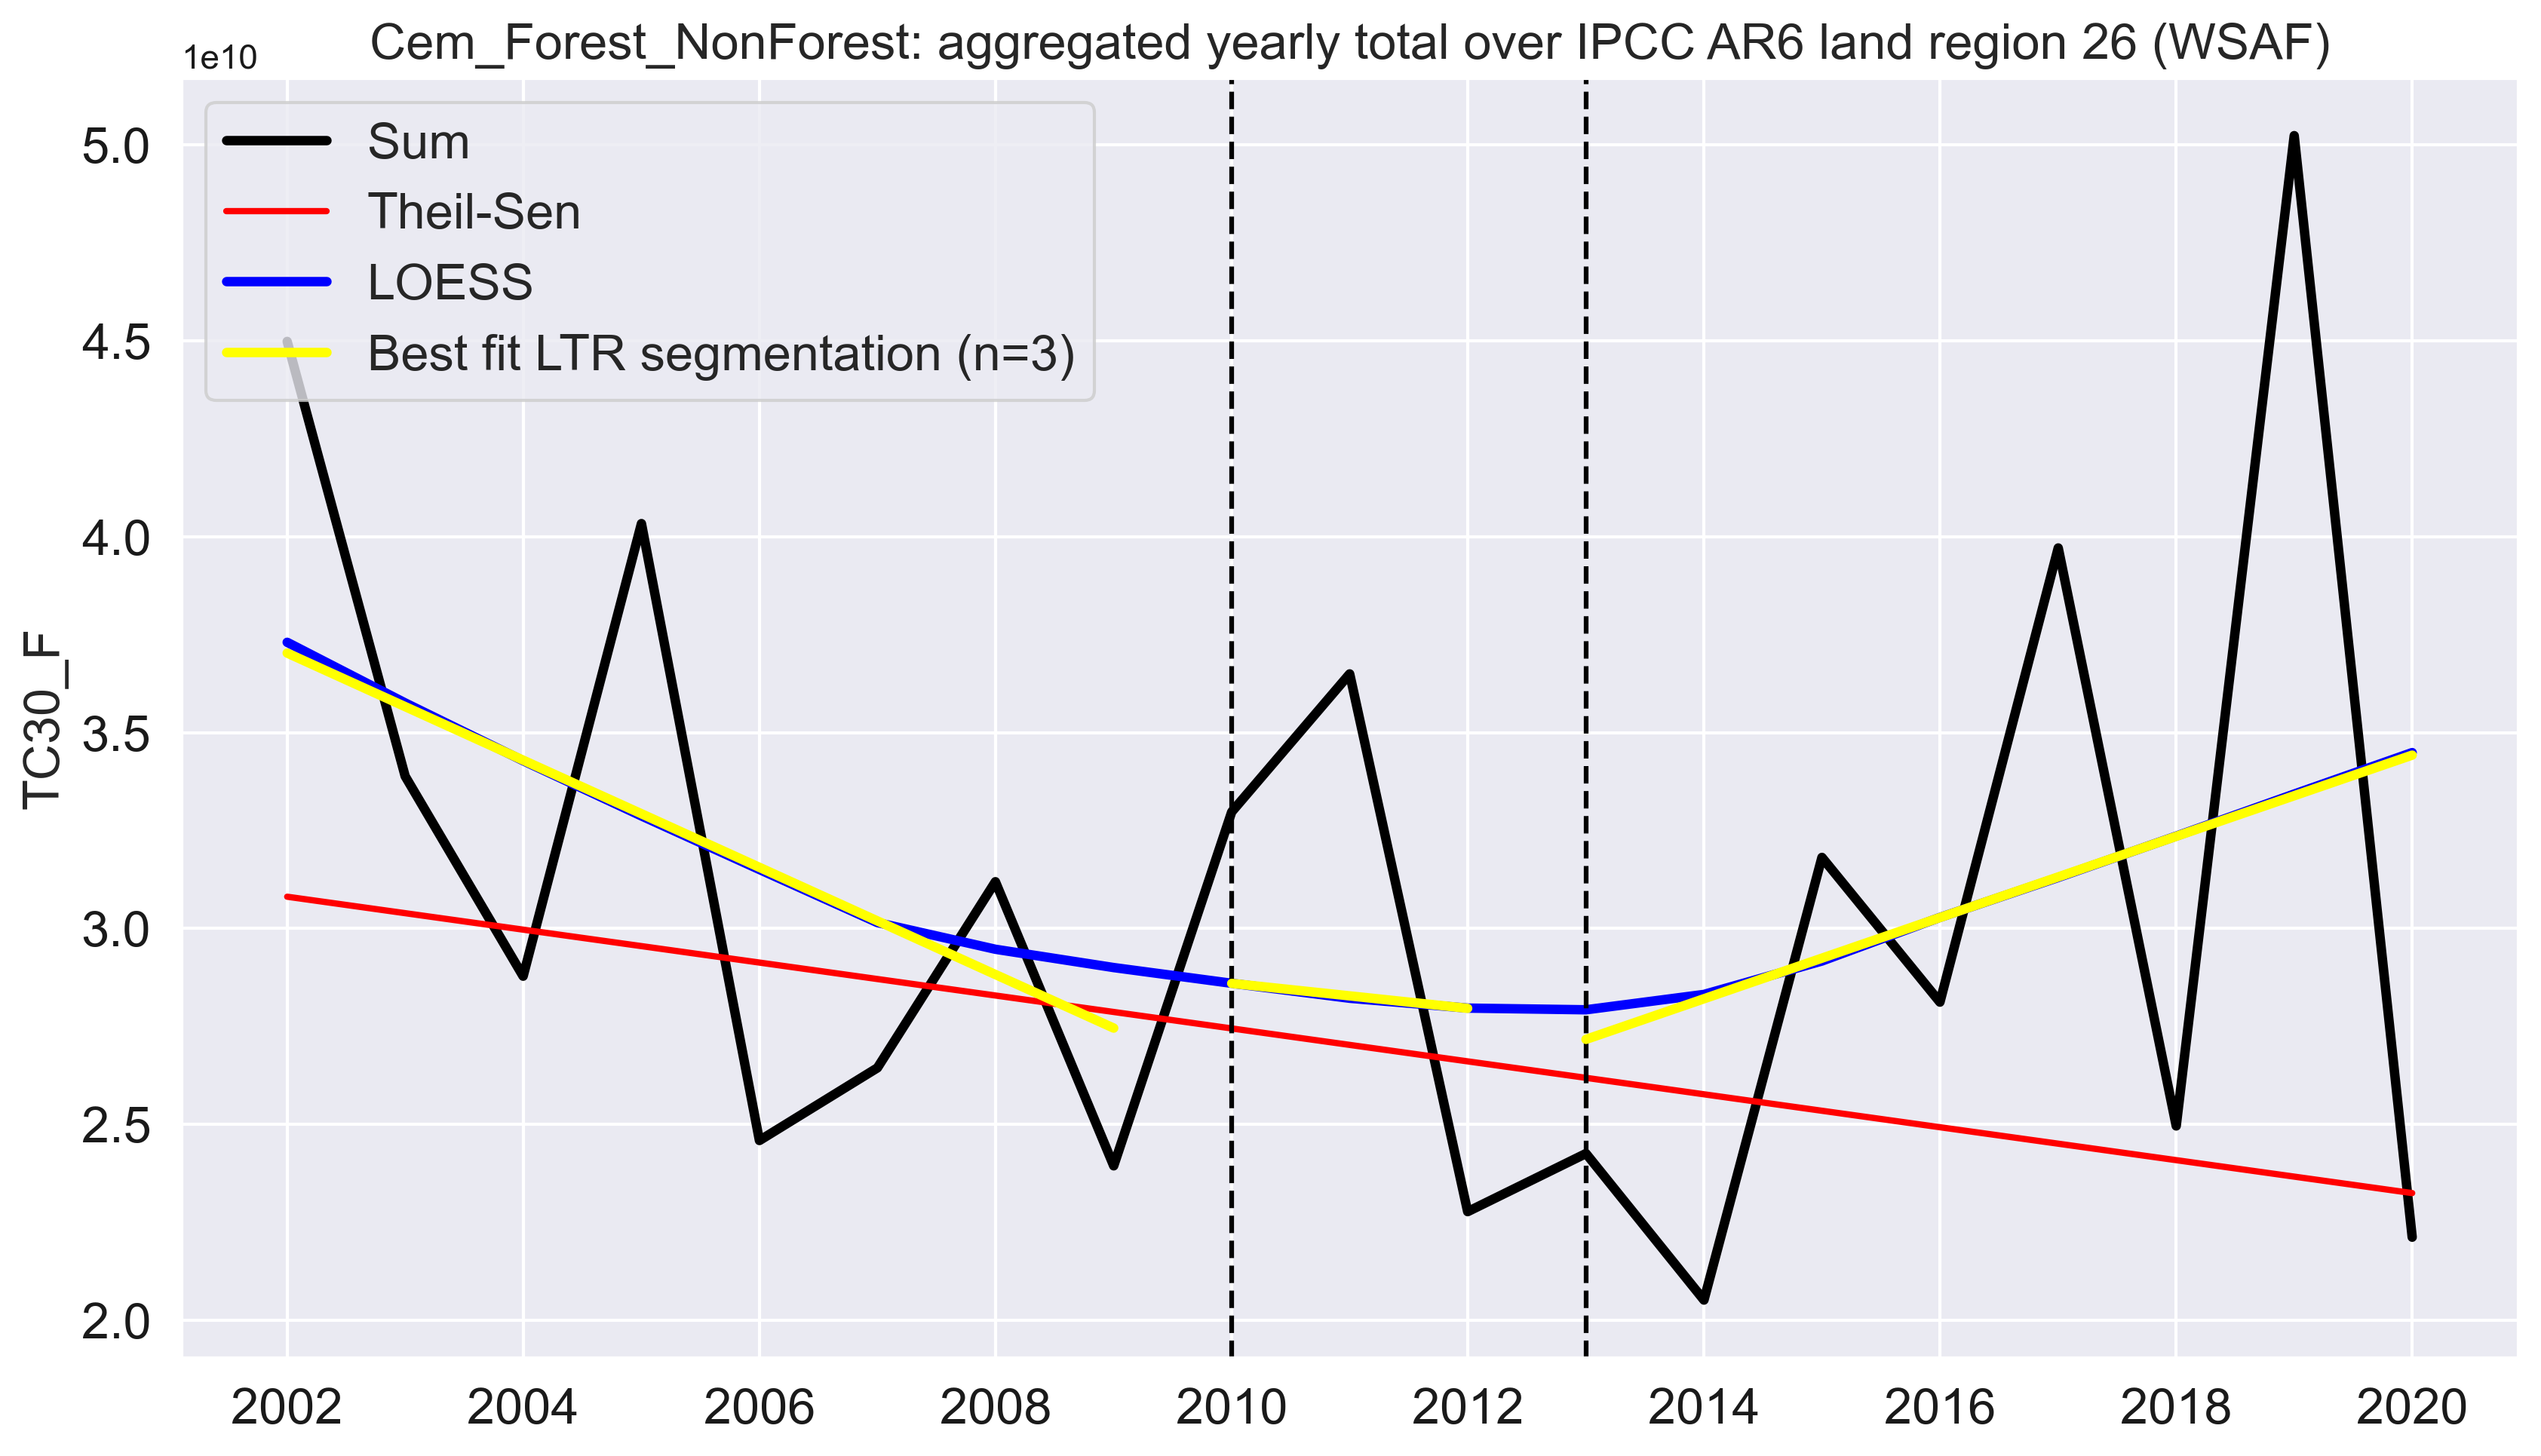 Cem_Forest_NonForest: aggregated yearly total over IPCC AR6 land region 26 (WSAF)
1e10
Sum
Theil-Sen
LOESS
Best fit LTR segmentation (n=3)
5.0
4.5
4.0
3.5
3.0
2.5
2.0
TC30_F
2002 2004 2006 2008 2010 2012 2014 2016 2018 2020